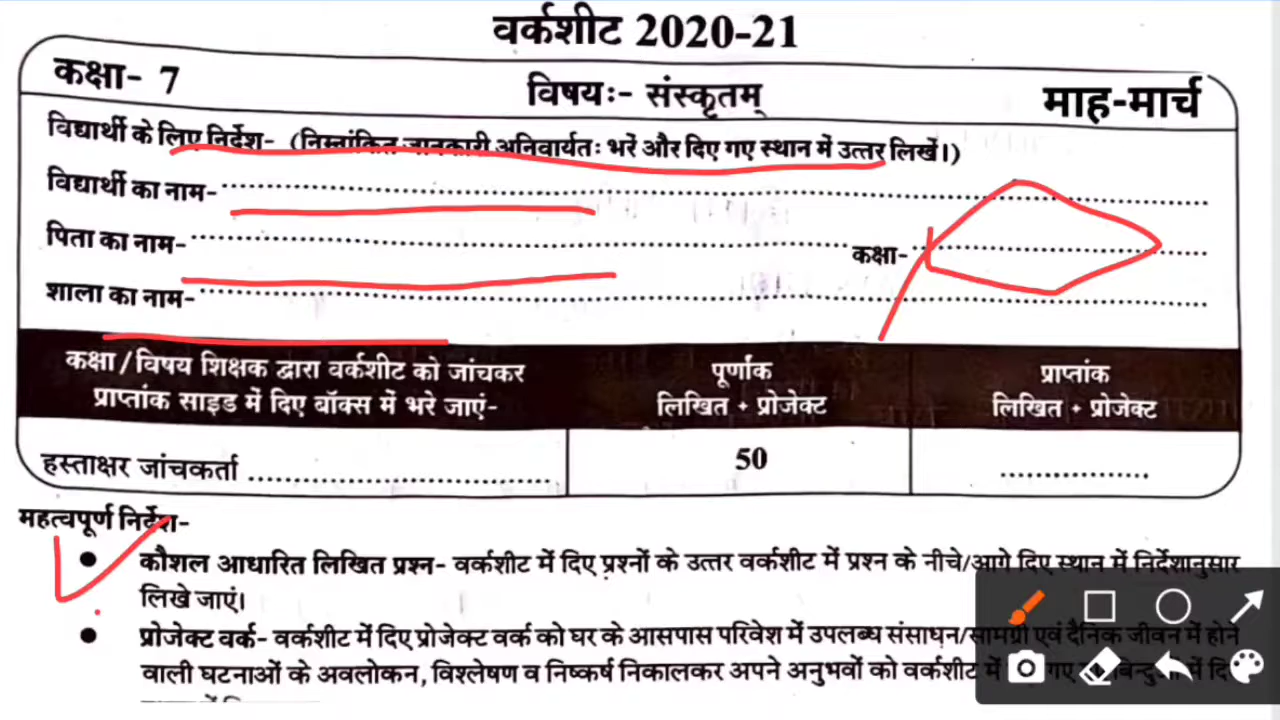 वर्कशीट 2020-21
कक्षा- 7 विषयः- संस्कृतम् माह-मार्च
विद्यार्थी के लिए निर्देश- (निम्नांकित जानकारी अनिवार्यतः भरें और दिए गए स्थान में उत्तर लिखें।)
विद्यार्थी का नाम-
पिता का नाम- कक्षा-
शाला का नाम-
कक्षा/विषय शिक्षक द्वारा वर्कशीट को जांचकर पूर्णांक प्राप्तांक
प्राप्तांक साइड में दिए बॉक्स में भरे जाएं- लिखित + प्रोजेक्ट लिखित + प्रोजेक्ट
हस्ताक्षर जांचकर्ता 50
महत्वपूर्ण निर्देश-
● कौशल आधारित लिखित प्रश्न- वर्कशीट में दिए प्रश्नों के उत्तर वर्कशीट में प्रश्न के नीचे/आगे दिए स्थान में निर्देशानुसार
लिखे जाएं।
● प्रोजेक्ट वर्क- वर्कशीट में दिए प्रोजेक्ट वर्क को घर के आसपास परिवेश में उपलब्ध संसाधन/सामग्री एवं दैनिक जीवन में होने
वाली घटनाओं के अवलोकन, विश्लेषण व निष्कर्ष निकालकर अपने अनुभवों को वर्कशीट में